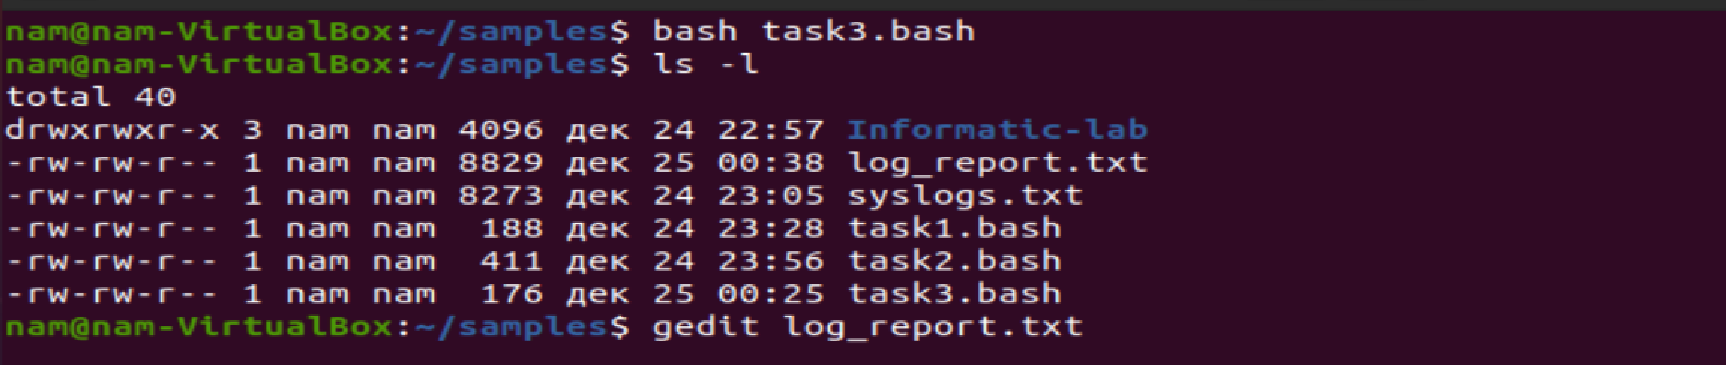 nam@nam-VirtualBox:~/samples$ bash task3.bash
nam@nam-VirtualBox:~/samples$ ls -l
total 40
drwxrwxr-x 3 nam nam 4096 дек 24 22:57 Informatic-lab
-rw-rw-r-- 1 nam nam 8829 дек 25 00:38 log_report.txt
-rw-rw-r-- 1 nam nam 8273 дек 24 23:05 syslogs.txt
-rw-rw-r-- 1 nam nam  188 дек 24 23:28 task1.bash
-rw-rw-r-- 1 nam nam  411 дек 24 23:56 task2.bash
-rw-rw-r-- 1 nam nam  176 дек 25 00:25 task3.bash
nam@nam-VirtualBox:~/samples$ gedit log_report.txt